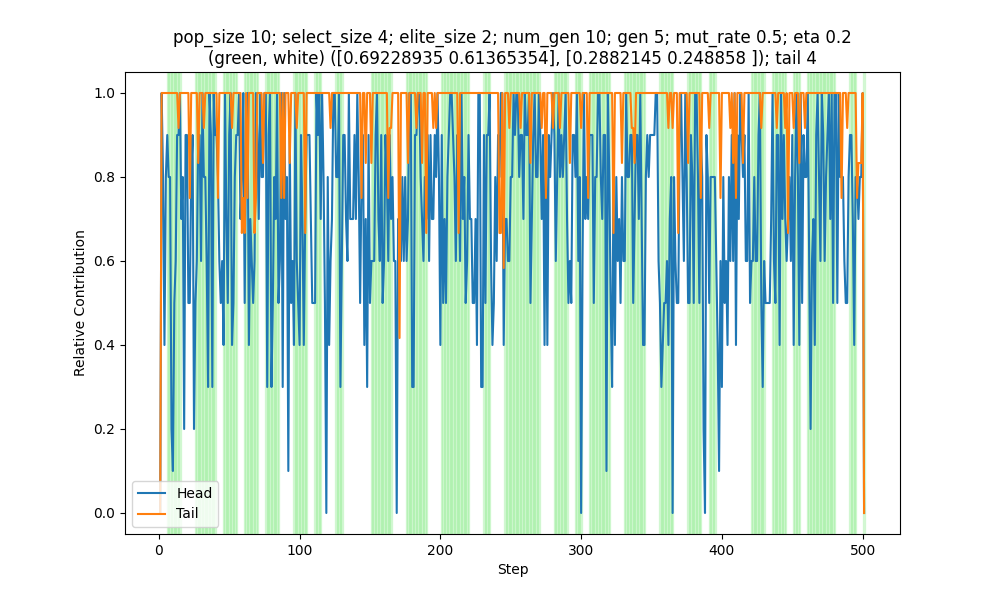 pop_size 10; select_size 4; elite_size 2; num_gen 10; gen 5; mut_rate 0.5; eta 0.2
(green, white) ([0.69228935 0.61365354], [0.2882145 0.248858 ]); tail 4
1.0
0.8
0.6
0.4
0.2
0.0
Relative Contribution
Head
Tail
0
100
200
300
400
500
Step